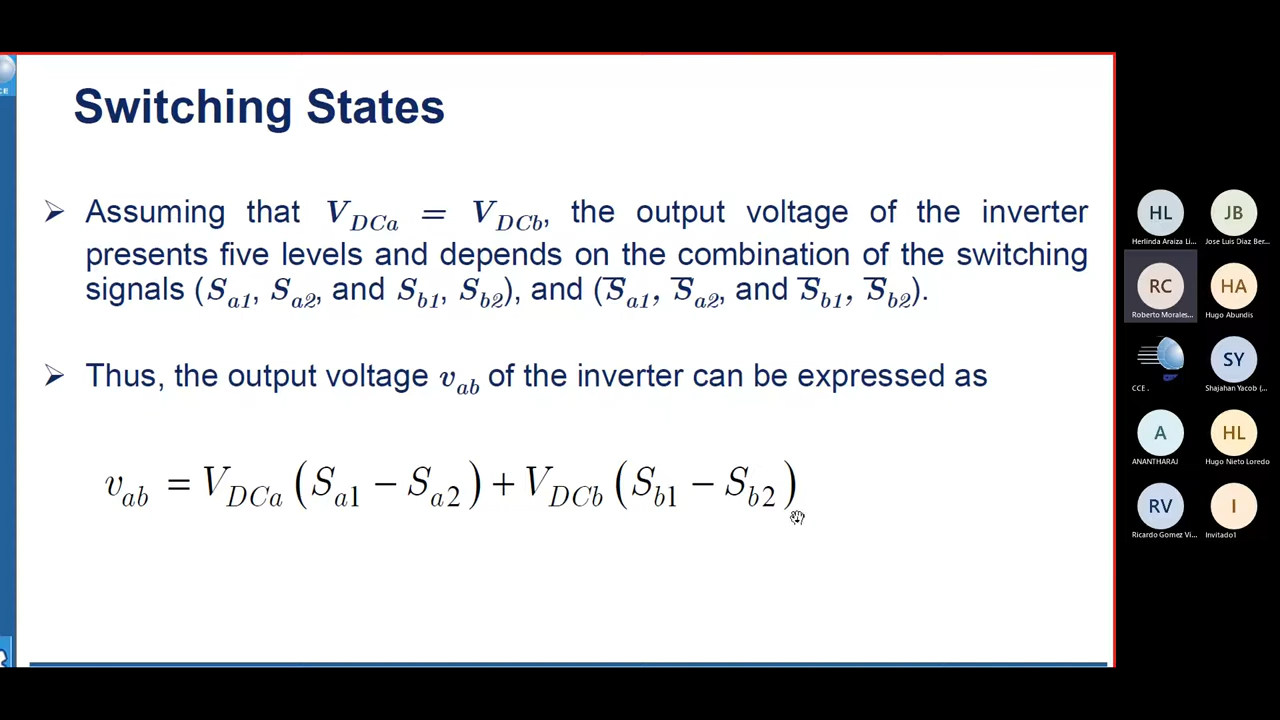 CE
Switching States
➢ Assuming that V_DCa = V_DCb, the output voltage of the inverter
presents five levels and depends on the combination of the switching
signals (S_a1, S_a2, and S_b1, S_b2), and (S̅_a1, S̅_a2, and S̅_b1, S̅_b2).
➢ Thus, the output voltage v_ab of the inverter can be expressed as
v_ab = V_DCa (S_a1 − S_a2) + V_DCb (S_b1 − S_b2)
HL JB
Herlinda Araiza Li... Jose Luis Diaz Ber...
RC HA
Roberto Morales... Hugo Abundis
SY
CCE . Shajahan Yacob (...
A HL
ANANTHARAJ Hugo Nieto Loredo
RV I
Ricardo Gomez Vi... Invitado1